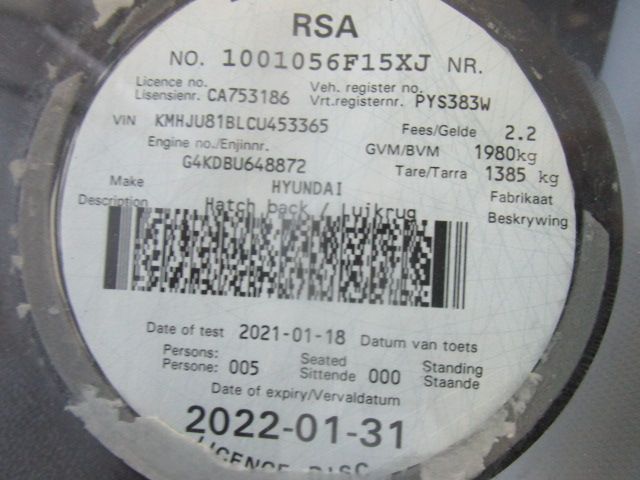 RSA
NO. 1001056F15XJ NR.
Licence no. Veh. register no.
Lisensienr. CA753186 Vrt.registernr. PYS383W
VIN KMHJU81BLCU453365 Fees/Gelde 2.2
Engine no./Enjinnr. GVM/BVM 1980kg
G4KDBU648872 Tare/Tarra 1385 kg
Make HYUNDAI Fabrikaat
Description Hatch back / Luikrug Beskrywing
Date of test 2021-01-18 Datum van toets
Persons: Seated Standing
Persone: 005 Sittende 000 Staande
Date of expiry/Vervaldatum
2022-01-31
LICENCE DISC